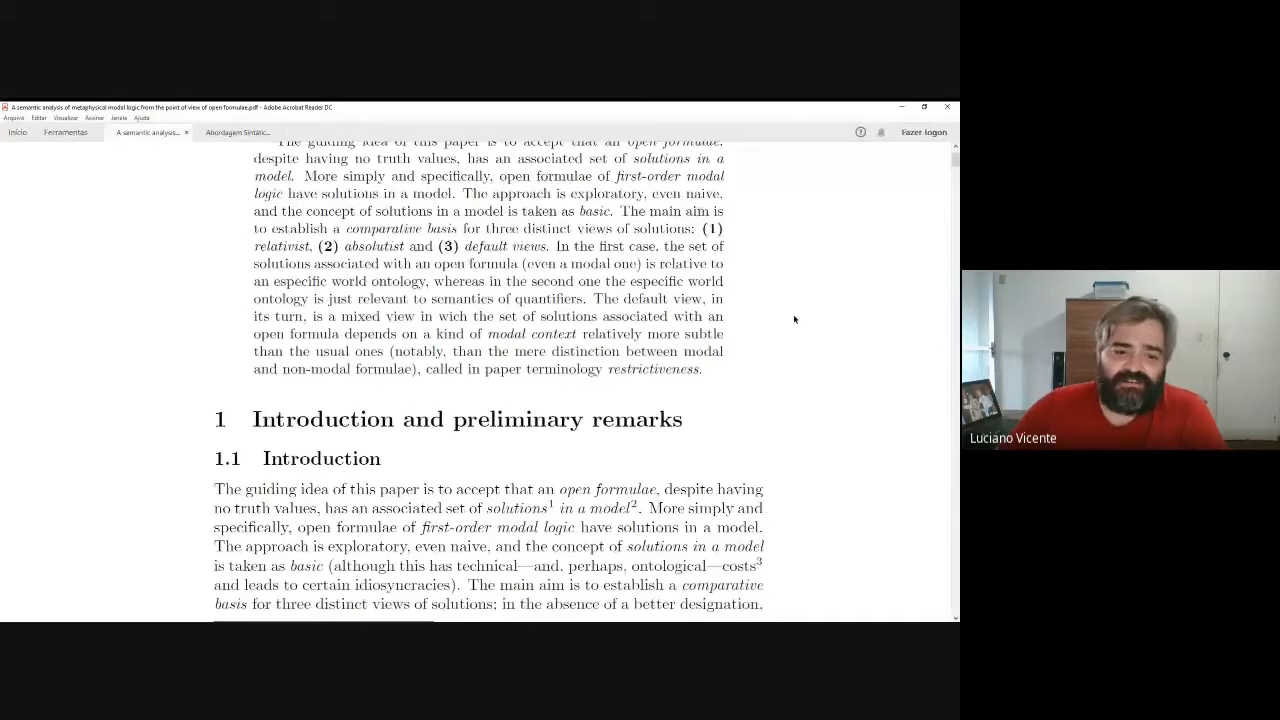 A semantic analysis of metaphysical modal logic from the point of view of open formulae.pdf - Adobe Acrobat Reader DC
Arquivo Editar Visualizar Assinar Janela Ajuda
Início Ferramentas A semantic analysis... × Abordagem Sintátic... Fazer logon
The guiding idea of this paper is to accept that an open formulae,
despite having no truth values, has an associated set of solutions in a
model. More simply and specifically, open formulae of first-order modal
logic have solutions in a model. The approach is exploratory, even naive,
and the concept of solutions in a model is taken as basic. The main aim is
to establish a comparative basis for three distinct views of solutions: (1)
relativist, (2) absolutist and (3) default views. In the first case, the set of
solutions associated with an open formula (even a modal one) is relative to
an especific world ontology, whereas in the second one the especific world
ontology is just relevant to semantics of quantifiers. The default view, in
its turn, is a mixed view in wich the set of solutions associated with an
open formula depends on a kind of modal context relatively more subtle
than the usual ones (notably, than the mere distinction between modal
and non-modal formulae), called in paper terminology restrictiveness.
1 Introduction and preliminary remarks
1.1 Introduction
The guiding idea of this paper is to accept that an open formulae, despite having
no truth values, has an associated set of solutions¹ in a model². More simply and
specifically, open formulae of first-order modal logic have solutions in a model.
The approach is exploratory, even naive, and the concept of solutions in a model
is taken as basic (although this has technical—and, perhaps, ontological—costs³
and leads to certain idiosyncracies). The main aim is to establish a comparative
basis for three distinct views of solutions; in the absence of a better designation,
Luciano Vicente